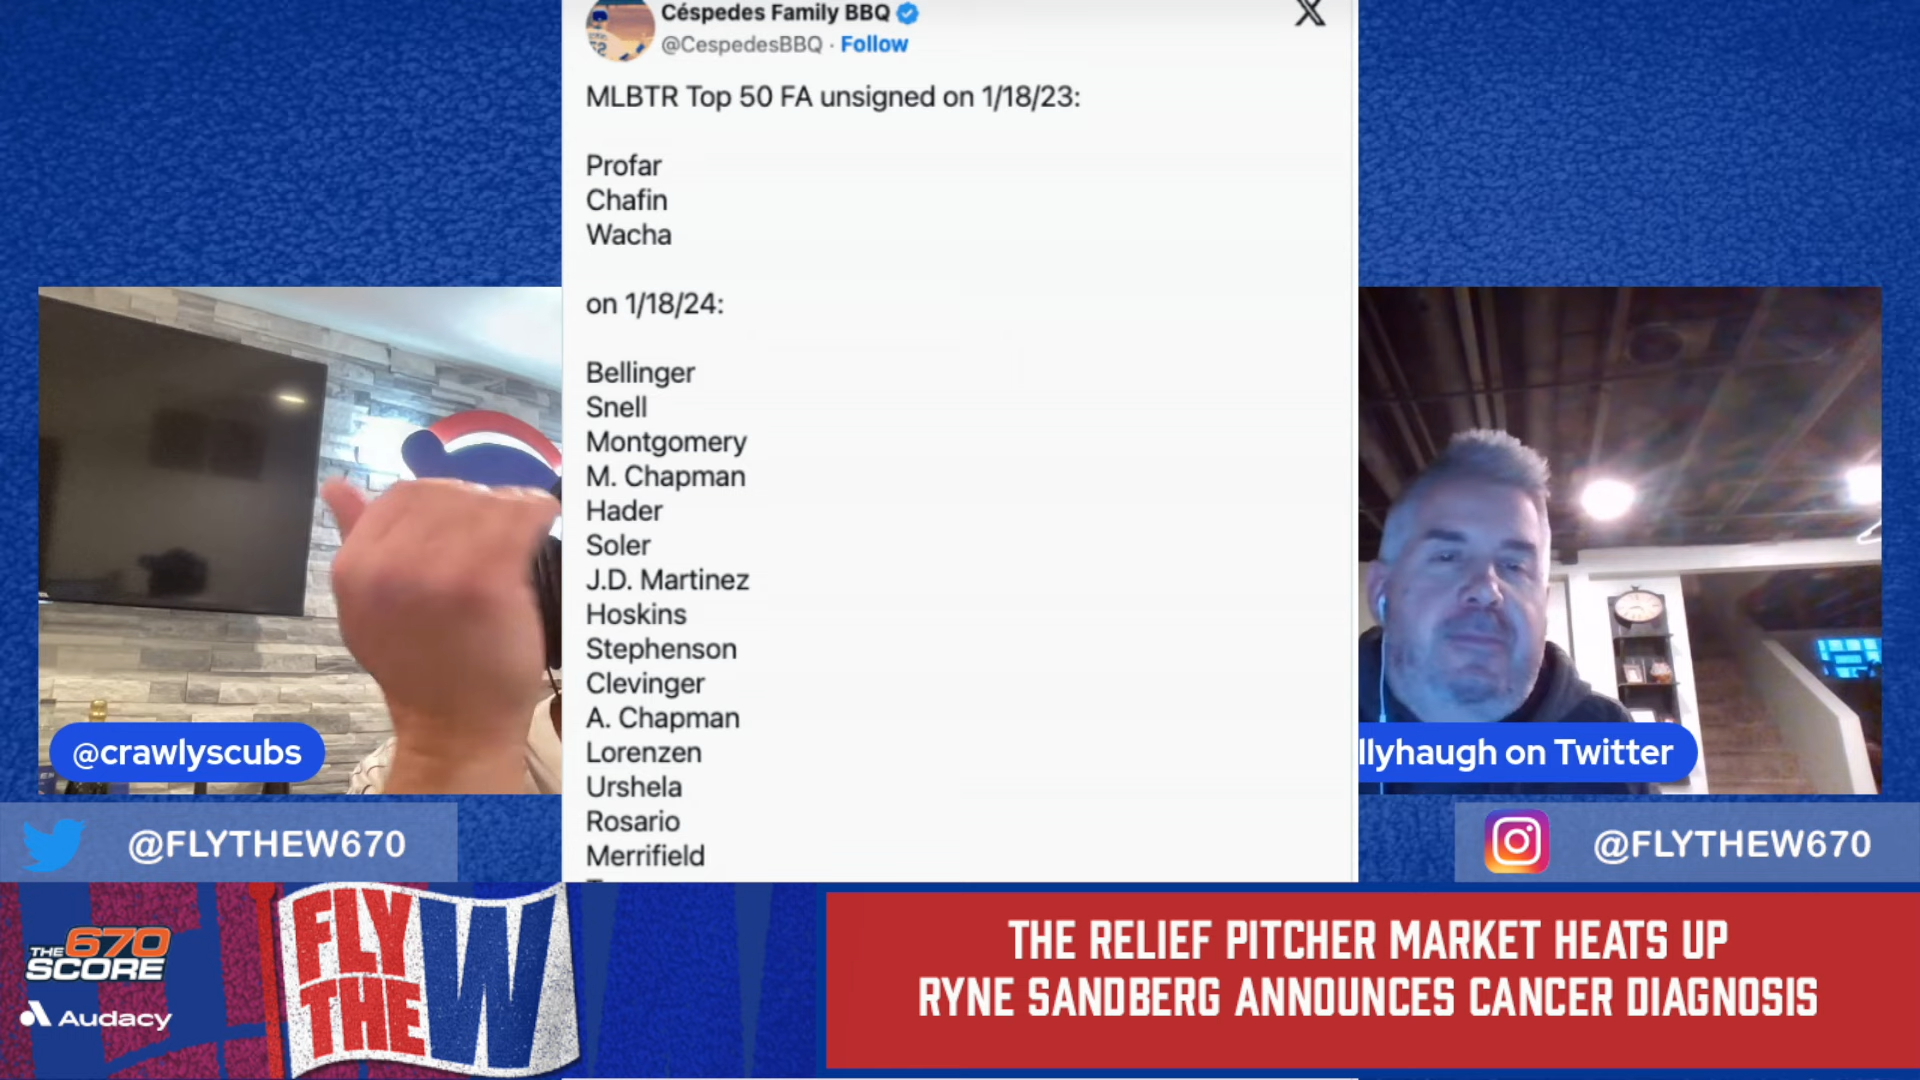 Céspedes Family BBQ
@CespedesBBQ · Follow
MLBTR Top 50 FA unsigned on 1/18/23:
Profar
Chafin
Wacha
on 1/18/24:
Bellinger
Snell
Montgomery
M. Chapman
Hader
Soler
J.D. Martinez
Hoskins
Stephenson
Clevinger
A. Chapman
Lorenzen
Urshela
Rosario
Merrifield
@crawlyscubs
llyhaugh on Twitter
@FLYTHEW670
@FLYTHEW670
THE 670
SCORE
Audacy
FLY
THE
W
THE RELIEF PITCHER MARKET HEATS UP
RYNE SANDBERG ANNOUNCES CANCER DIAGNOSIS